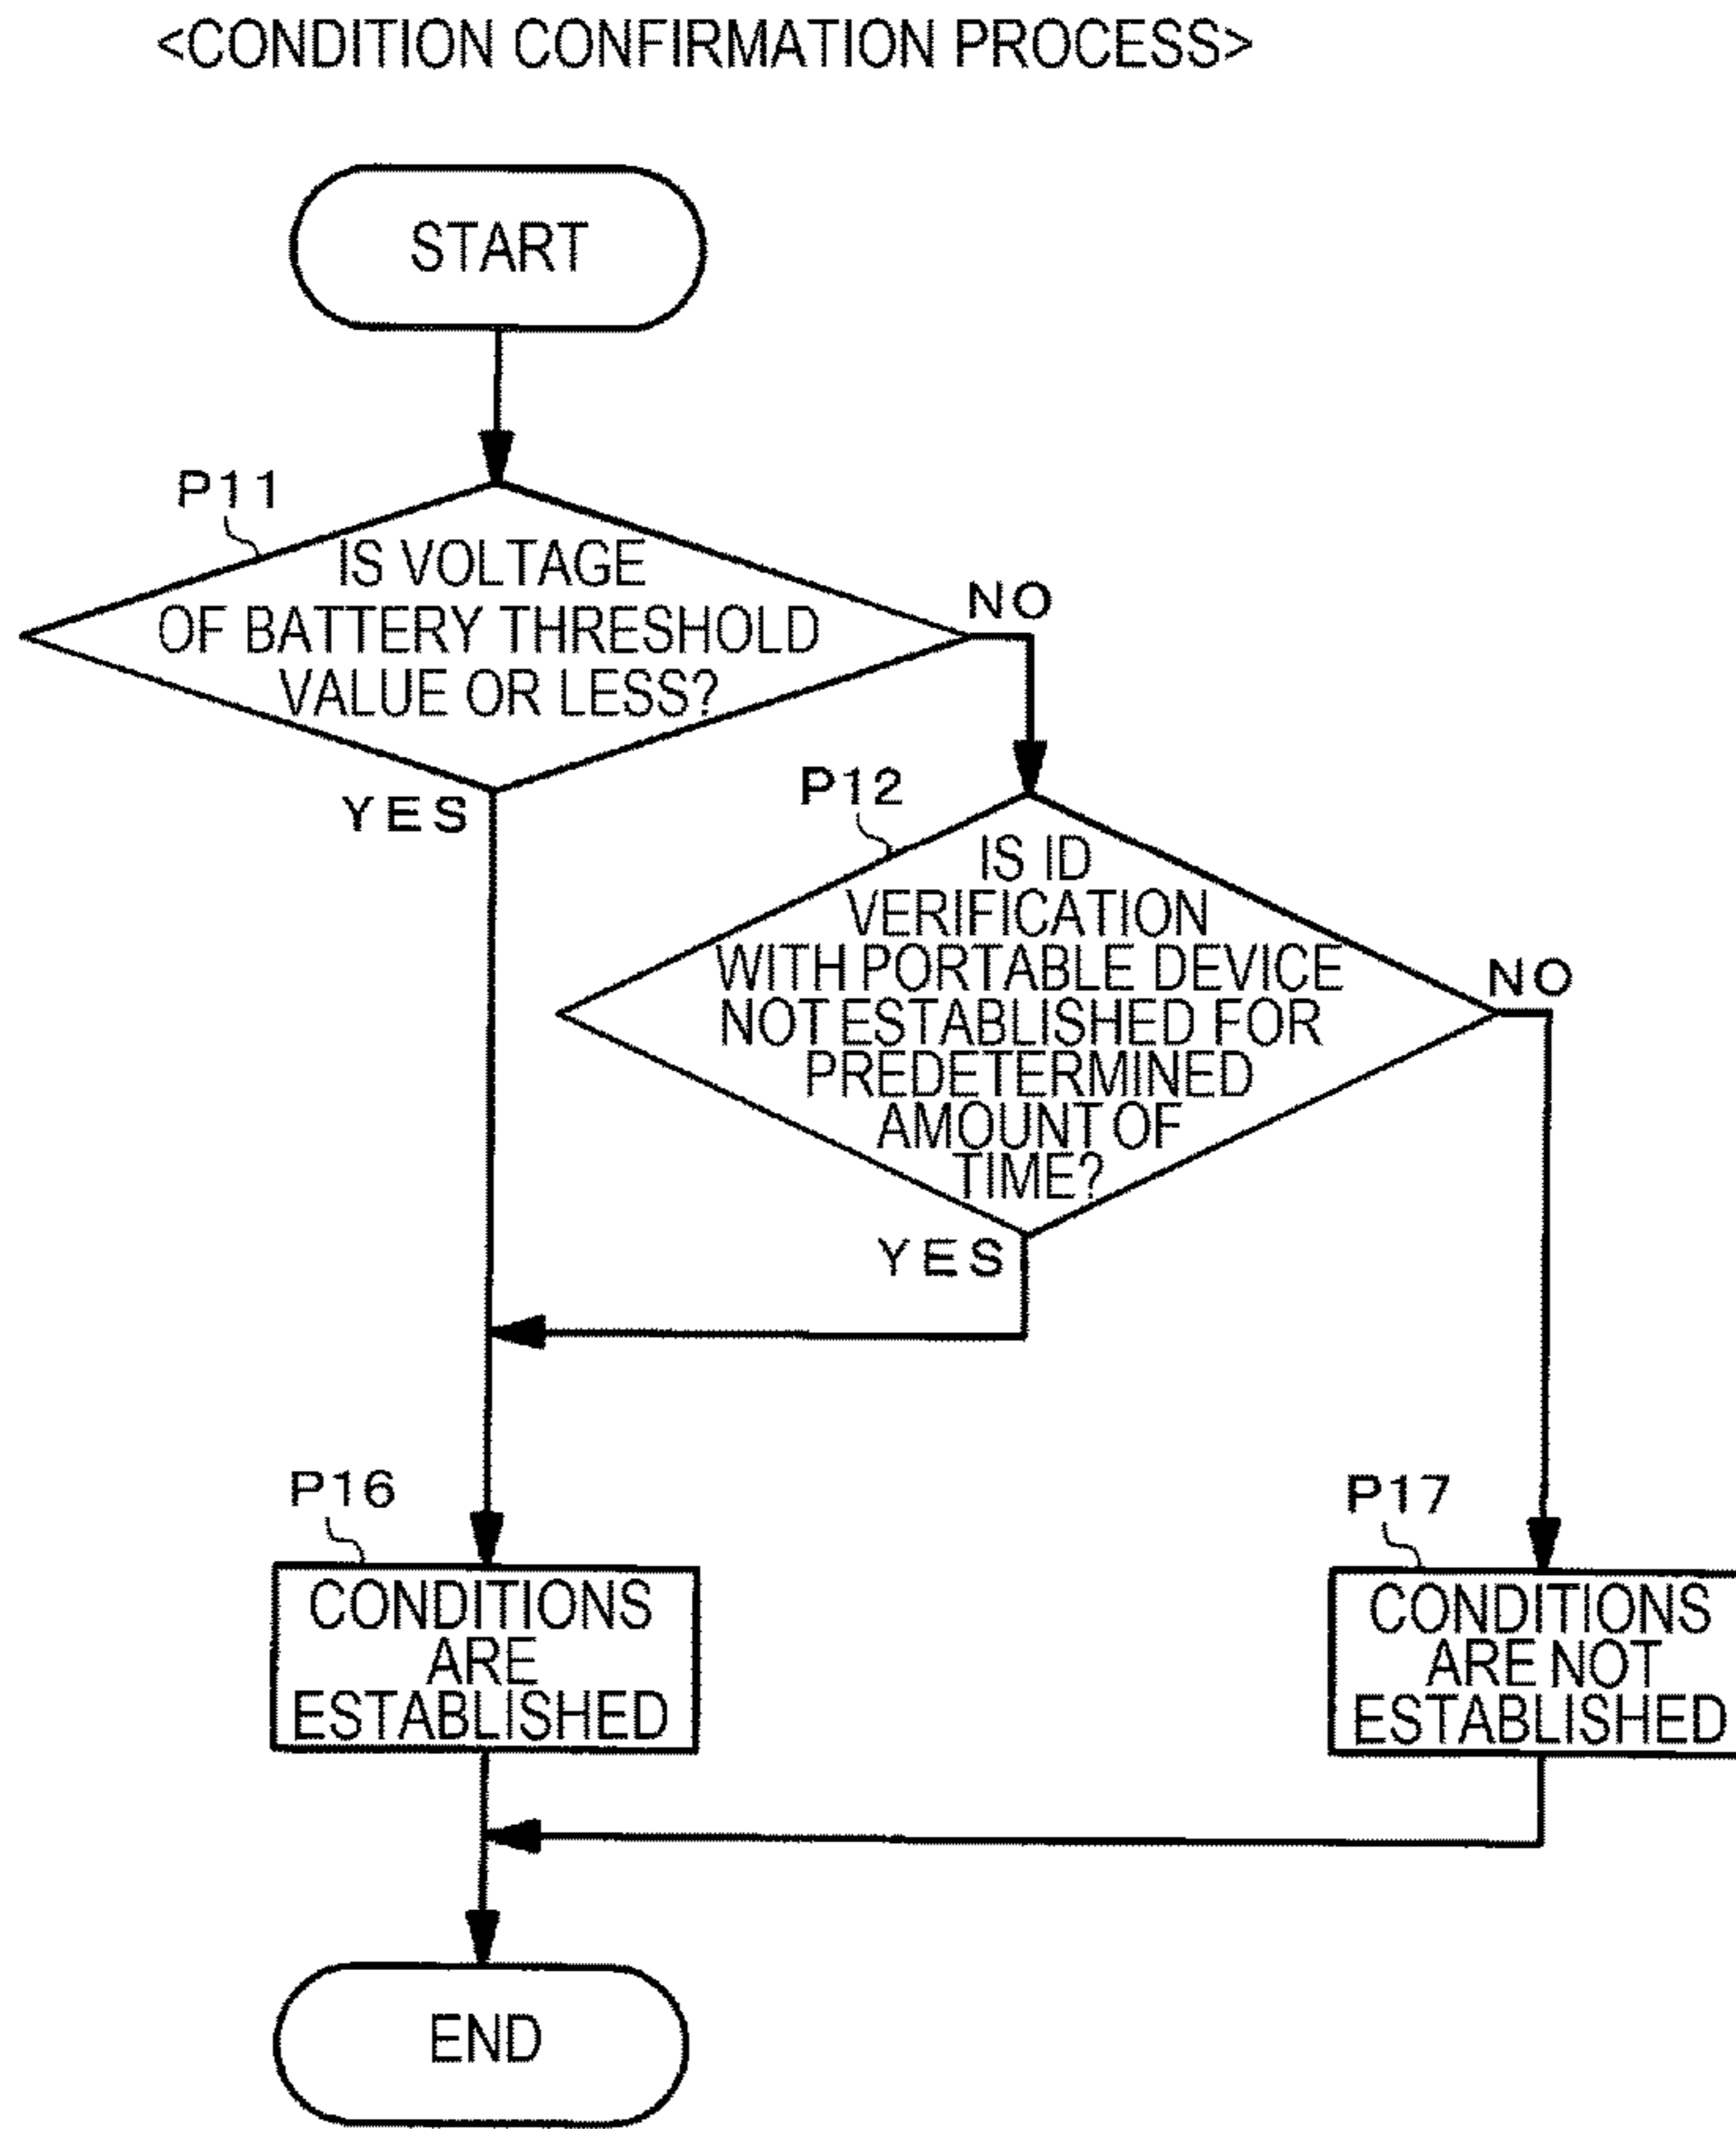 <CONDITION CONFIRMATION PROCESS>
START
P11
IS VOLTAGE
OF BATTERY THRESHOLD
VALUE OR LESS?
NO
YES
P12
IS ID
VERIFICATION
WITH PORTABLE DEVICE
NOT ESTABLISHED FOR
PREDETERMINED
AMOUNT OF
TIME?
NO
YES
P16
CONDITIONS
ARE
ESTABLISHED
P17
CONDITIONS
ARE NOT
ESTABLISHED
END